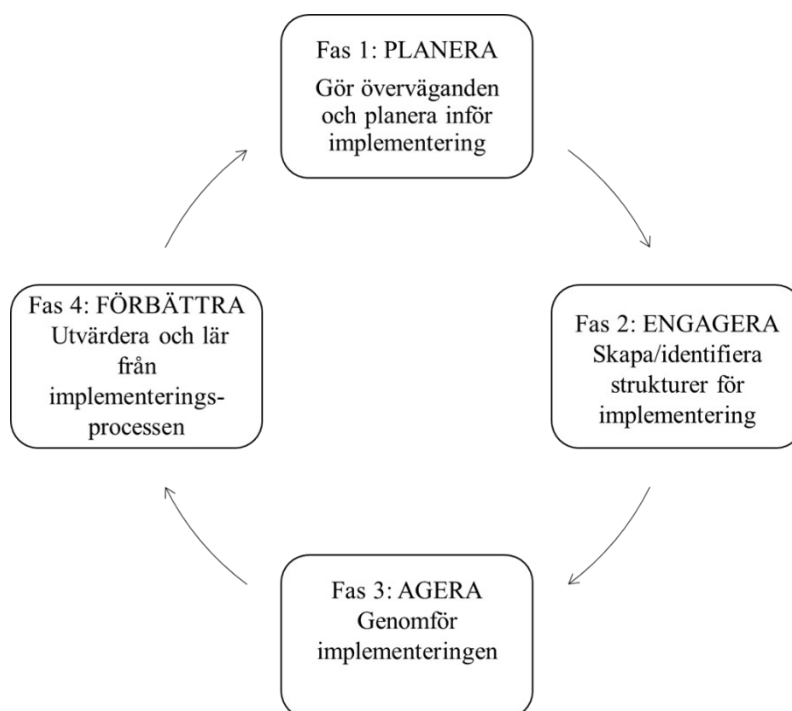 Fas 1: PLANERA
Gör överväganden
och planera inför
implementering
Fas 4: FÖRBÄTTRA
Utvärdera och lär
från
implementerings-
processen
Fas 2: ENGAGERA
Skapa/identifiera
strukturer för
implementering
Fas 3: AGERA
Genomför
implementeringen